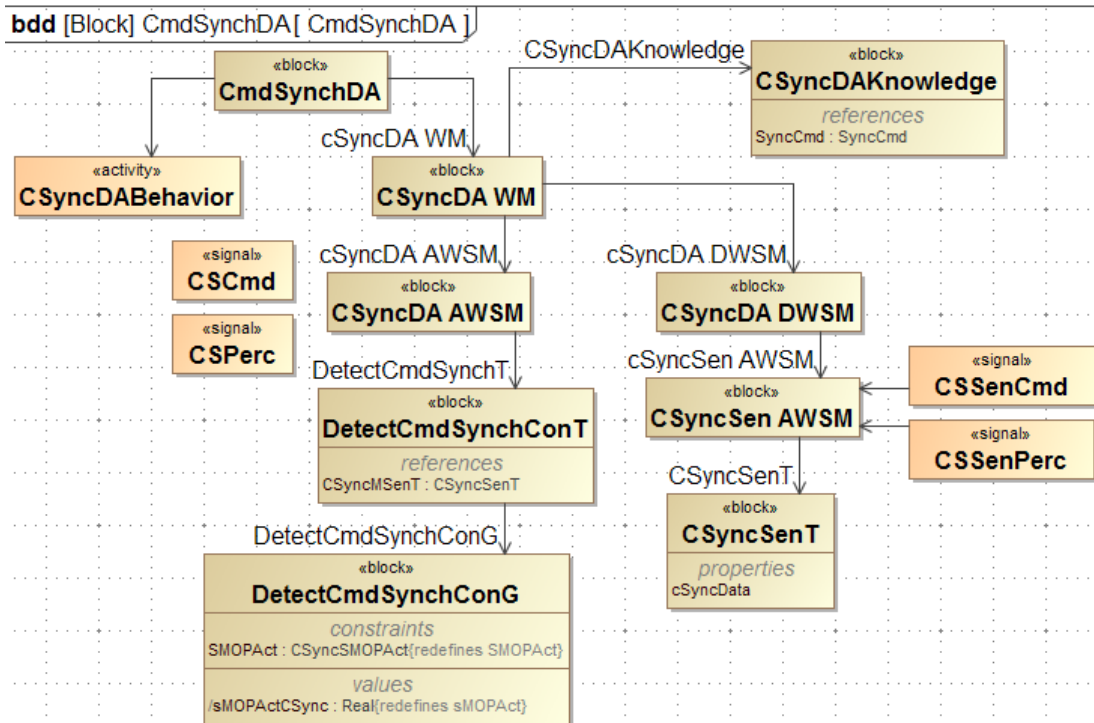 bdd [Block] CmdSynchDA[ CmdSynchDA ]
CSyncDAKnowledge
«block»
CmdSynchDA
«block»
CSyncDAKnowledge
references
SyncCmd : SyncCmd
cSyncDA WM
«activity»
CSyncDABehavior
«block»
CSyncDA WM
«signal»
CSCmd
cSyncDA AWSM
cSyncDA DWSM
«block»
CSyncDA AWSM
«block»
CSyncDA DWSM
«signal»
CSPerc
DetectCmdSynchT
cSyncSen AWSM
«signal»
CSSenCmd
«block»
DetectCmdSynchConT
references
CSyncMSenT : CSyncSenT
«block»
CSyncSen AWSM
«signal»
CSSenPerc
CSyncSenT
«block»
CSyncSenT
properties
cSyncData
DetectCmdSynchConG
«block»
DetectCmdSynchConG
constraints
SMOPAct : CSyncSMOPAct{redefines SMOPAct}
values
/sMOPActCSync : Real{redefines sMOPAct}